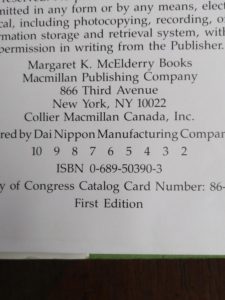 mitted in any form or by any means, elect
ical, including photocopying, recording, o
rmation storage and retrieval system, with
permission in writing from the Publisher.
Margaret K. McElderry Books
Macmillan Publishing Company
866 Third Avenue
New York, NY 10022
Collier Macmillan Canada, Inc.
red by Dai Nippon Manufacturing Compan
10 9 8 7 6 5 4 3 2
ISBN 0-689-50390-3
y of Congress Catalog Card Number: 86-
First Edition